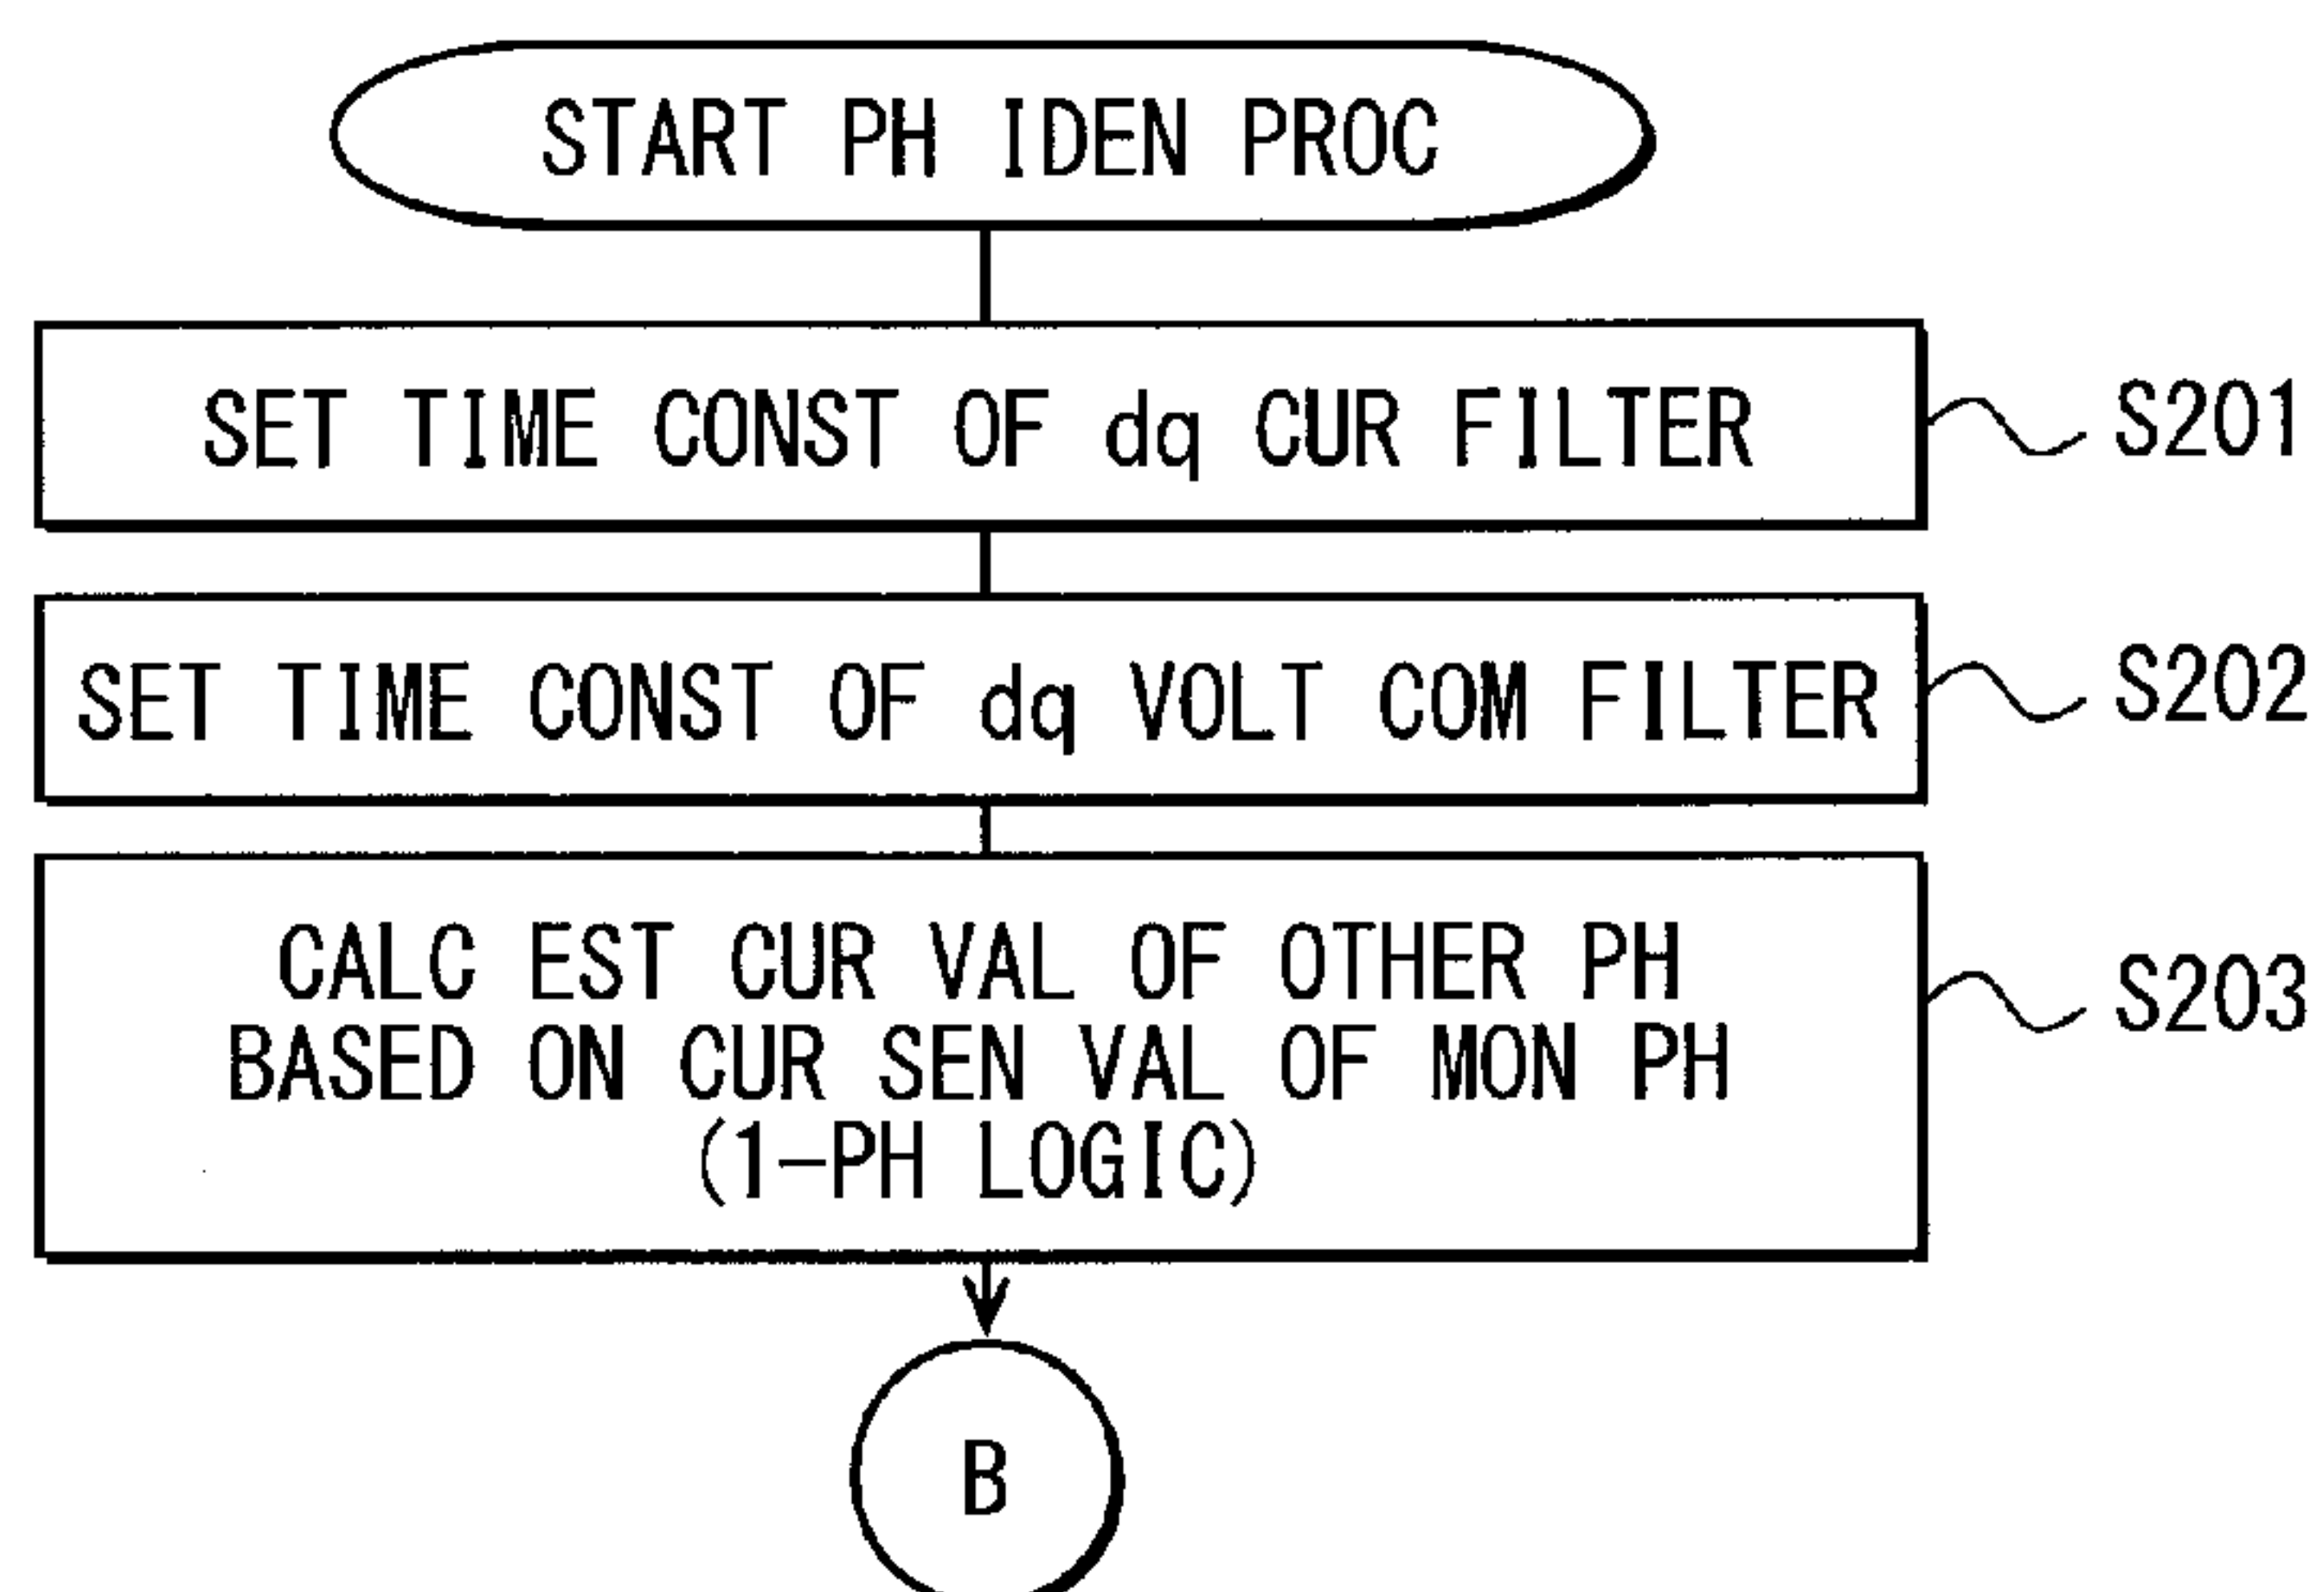 START PH IDEN PROC
SET TIME CONST OF dq CUR FILTER
S201
SET TIME CONST OF dq VOLT COM FILTER
S202
CALC EST CUR VAL OF OTHER PH
BASED ON CUR SEN VAL OF MON PH
(1-PH LOGIC)
S203
B